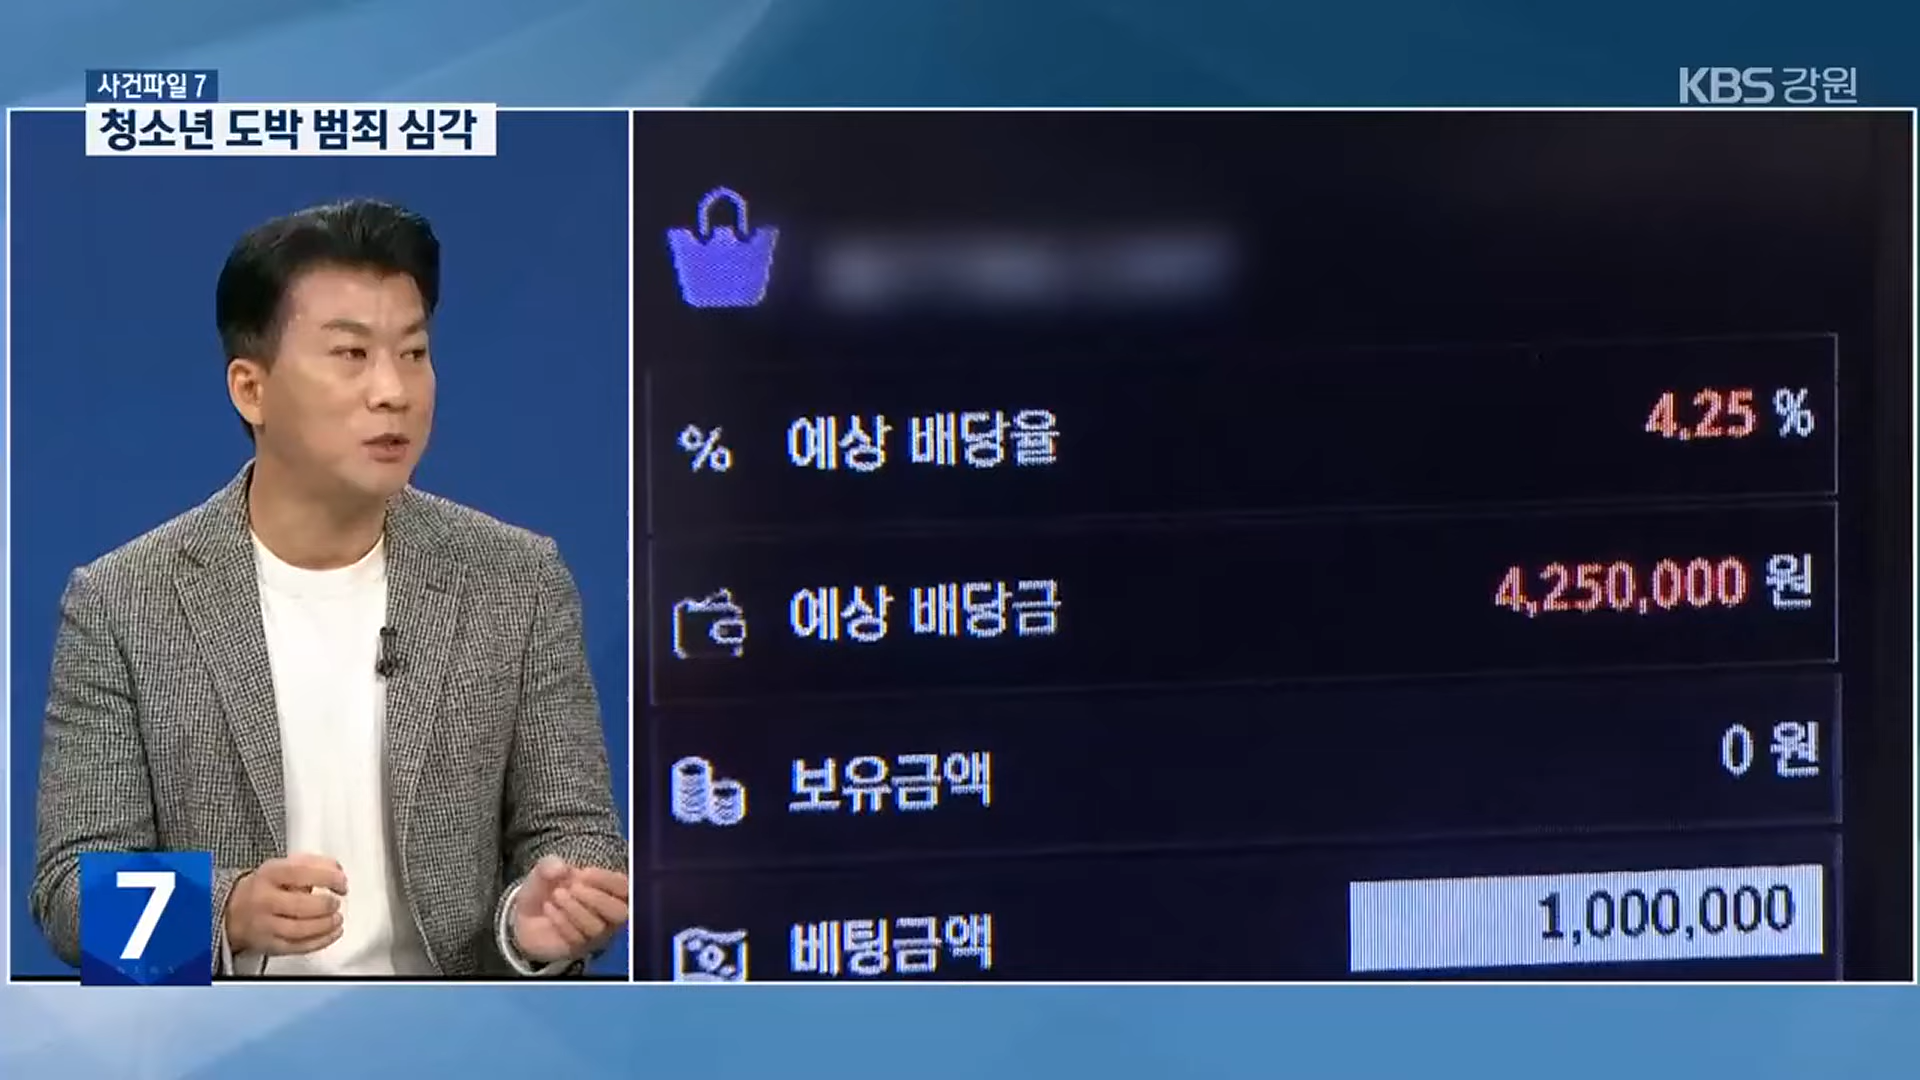 사건파일 7
청소년 도박 범죄 심각
KBS 강원
% 예상 배당율 4.25 %
예상 배당금 4,250,000 원
보유금액 0 원
베팅금액 1,000,000
7
NEWS